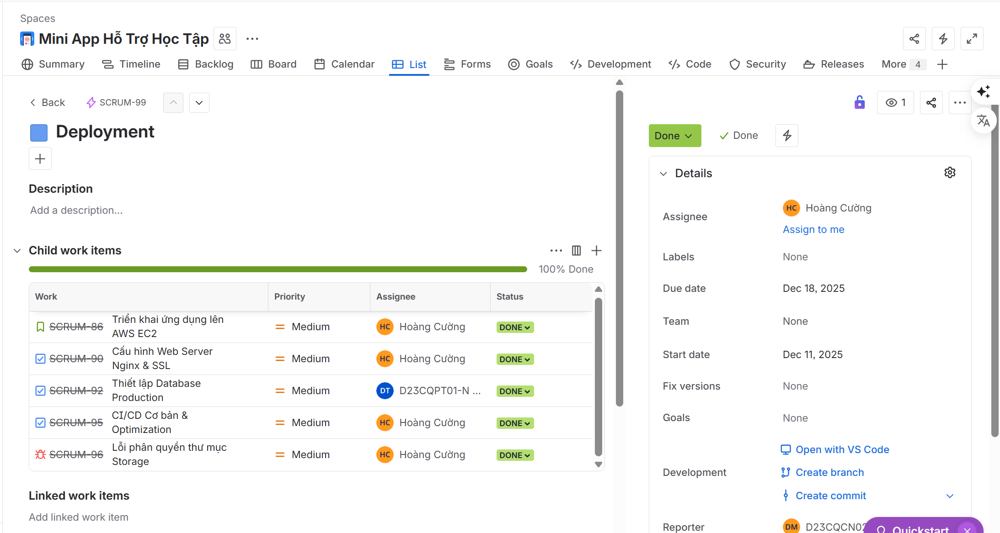 Spaces
Mini App Hỗ Trợ Học Tập
Summary
Timeline
Backlog
Board
Calendar
List
Forms
Goals
Development
Code
Security
Releases
More 4
Back
SCRUM-99
1
Deployment
Done
Done
Description
Add a description...
Details
Assignee
HC Hoàng Cường
Assign to me
Labels
None
Due date
Dec 18, 2025
Team
None
Start date
Dec 11, 2025
Fix versions
None
Goals
None
Development
Open with VS Code
Create branch
Create commit
Reporter
DM D23CQCN02
Child work items
100% Done
Work
Priority
Assignee
Status
SCRUM-86
Triển khai ứng dụng lên
AWS EC2
Medium
HC Hoàng Cường
DONE
SCRUM-90
Cấu hình Web Server
Nginx & SSL
Medium
HC Hoàng Cường
DONE
SCRUM-92
Thiết lập Database
Production
Medium
DT D23CQPT01-N ...
DONE
SCRUM-95
CI/CD Cơ bản &
Optimization
Medium
HC Hoàng Cường
DONE
SCRUM-96
Lỗi phân quyền thư mục
Storage
Medium
HC Hoàng Cường
DONE
Linked work items
Add linked work item
Quickstart